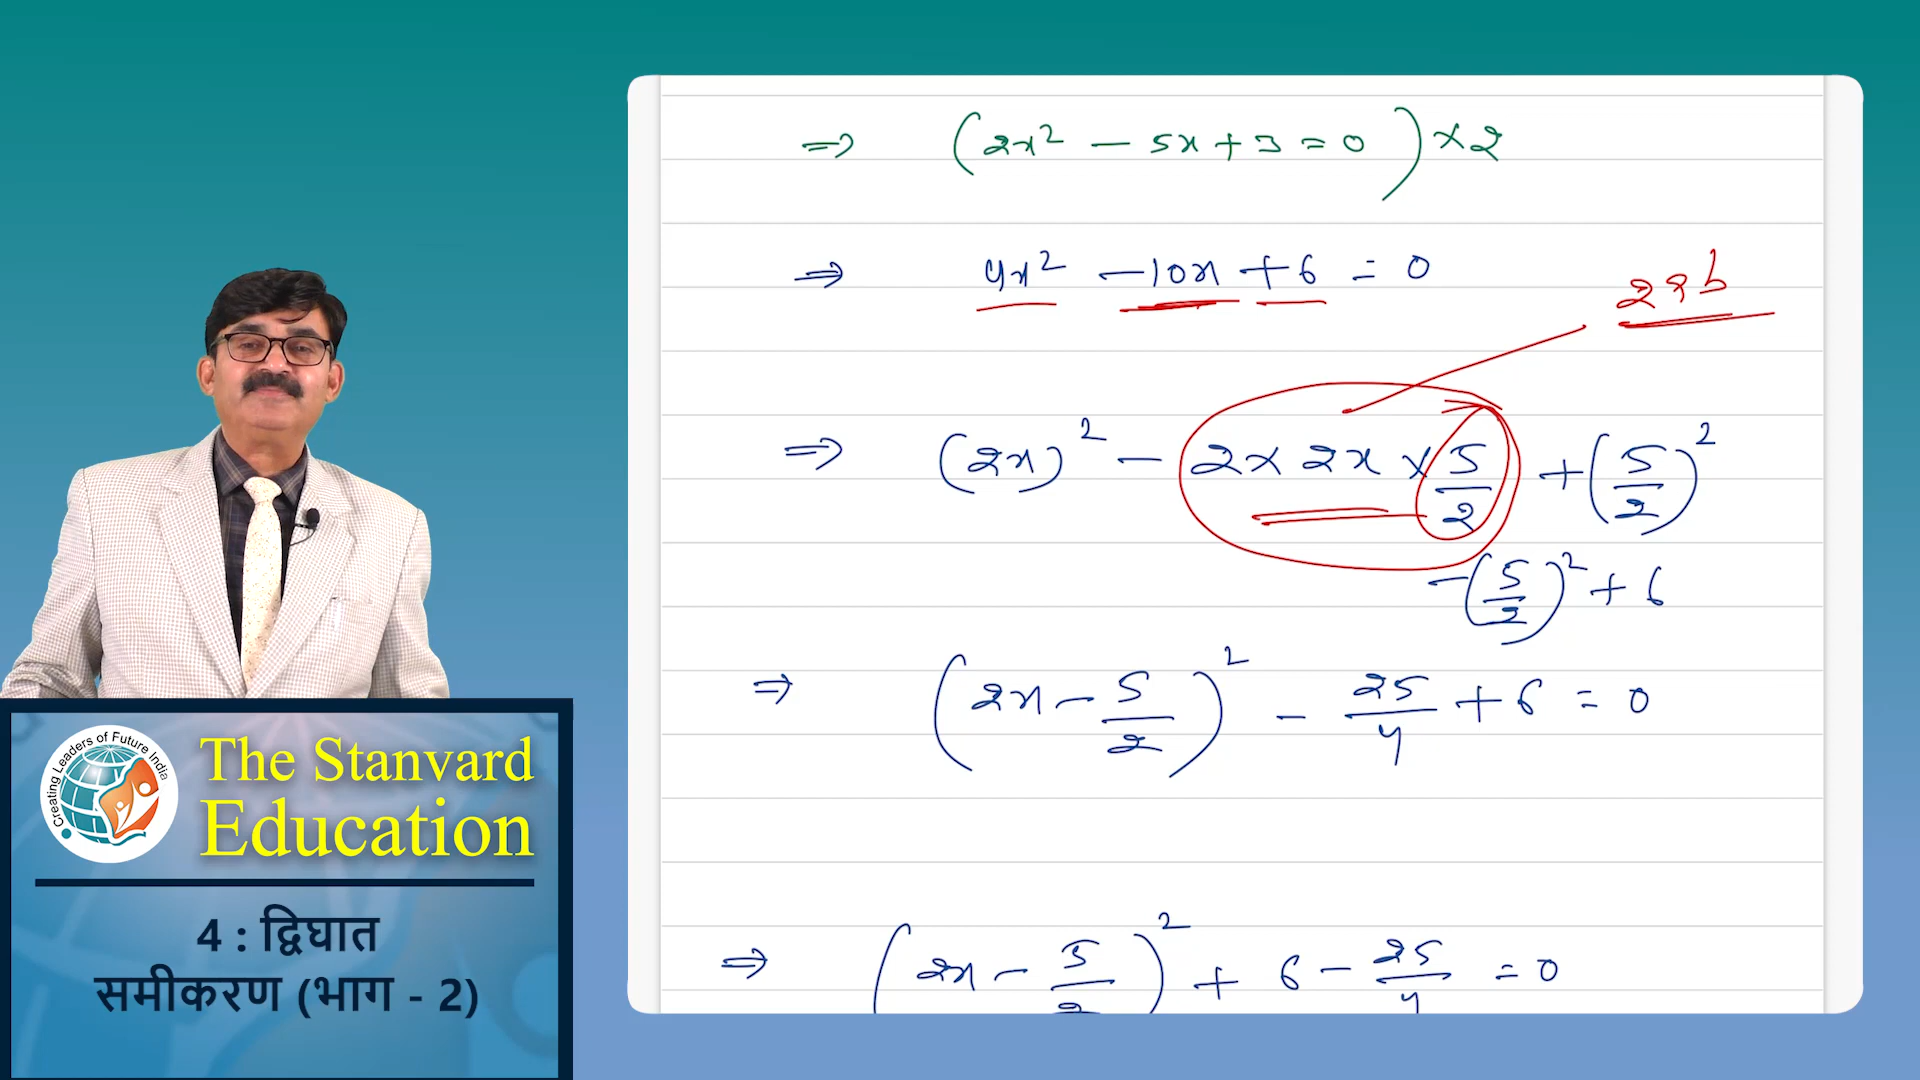 ⇒ (2x² - 5x + 3 = 0) × 2
⇒ 4x² - 10x + 6 = 0
2ab
⇒ (2x)² - 2 × 2x × 5/2 + (5/2)²
- (5/2)² + 6
⇒ (2x - 5/2)² - 25/4 + 6 = 0
⇒ (2x - 5/2)² + 6 - 25/4 = 0
Creating Leaders of Future India
The Stanvard
Education
4 : द्विघात
समीकरण (भाग - 2)